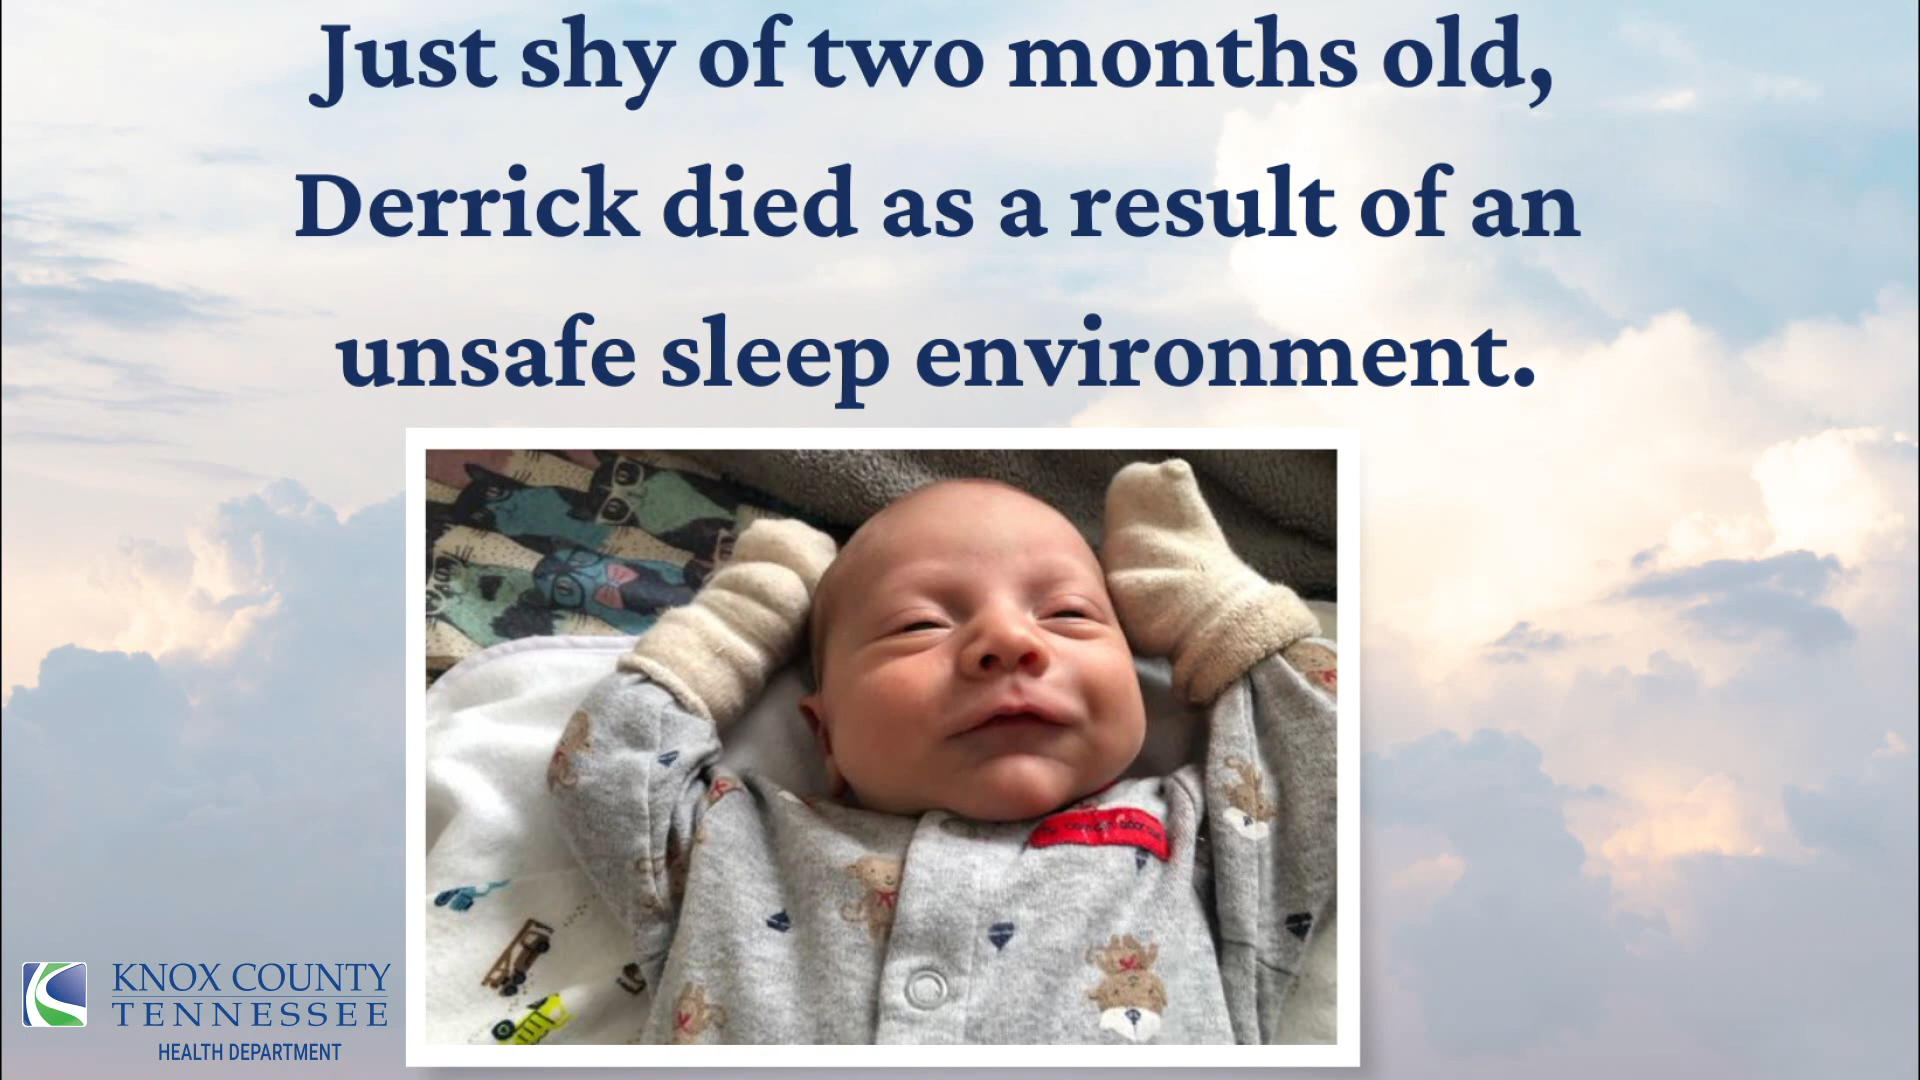 Just shy of two months old,
Derrick died as a result of an
unsafe sleep environment.
KNOX COUNTY
TENNESSEE
HEALTH DEPARTMENT